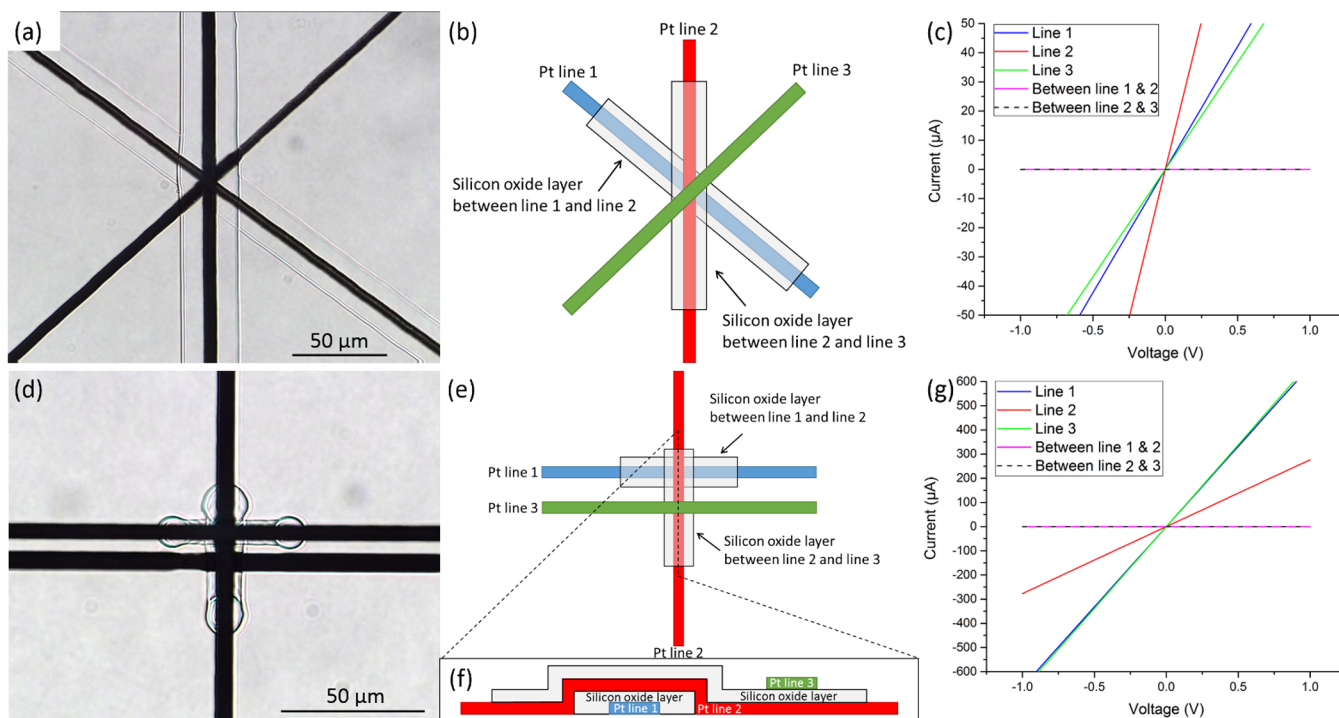 (a)
50 µm
(b)
Pt line 2
Pt line 1
Pt line 3
Silicon oxide layer
between line 1 and line 2
Silicon oxide layer
between line 2 and line 3
(c)
50
40
30
20
10
0
-10
-20
-30
-40
-50
Current (µA)
Line 1
Line 2
Line 3
Between line 1 & 2
Between line 2 & 3
-1.0
-0.5
0.0
0.5
1.0
Voltage (V)
(d)
50 µm
(e)
Silicon oxide layer
between line 1 and line 2
Pt line 1
Pt line 3
Silicon oxide layer
between line 2 and line 3
Pt line 2
(f)
Pt line 3
Silicon oxide layer
Silicon oxide layer
Pt line 1
Pt line 2
(g)
600
500
400
300
200
100
0
-100
-200
-300
-400
-500
-600
Current (µA)
Line 1
Line 2
Line 3
Between line 1 & 2
Between line 2 & 3
-1.0
-0.5
0.0
0.5
1.0
Voltage (V)